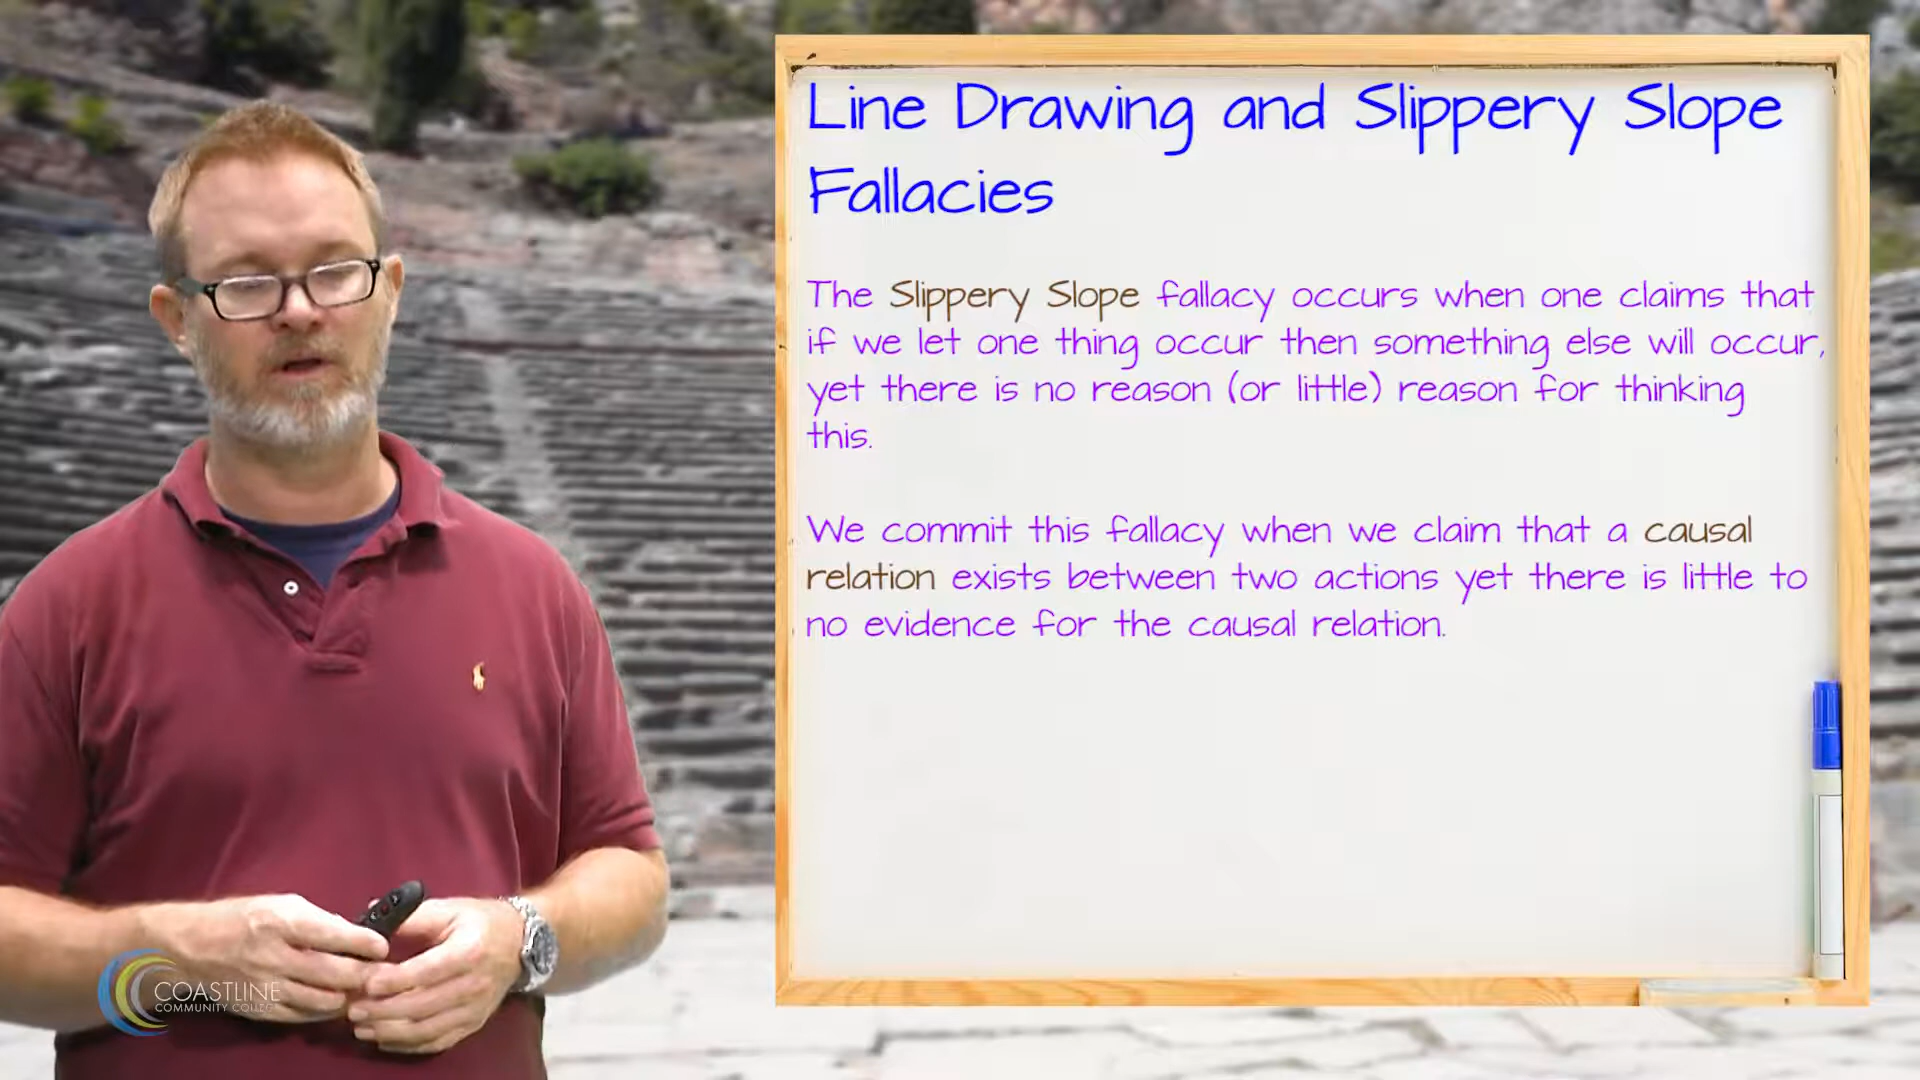 Line Drawing and Slippery Slope
Fallacies
The Slippery Slope fallacy occurs when one claims that
if we let one thing occur then something else will occur,
yet there is no reason (or little) reason for thinking
this.
We commit this fallacy when we claim that a causal
relation exists between two actions yet there is little to
no evidence for the causal relation.
COASTLINE
COMMUNITY COLLEGE